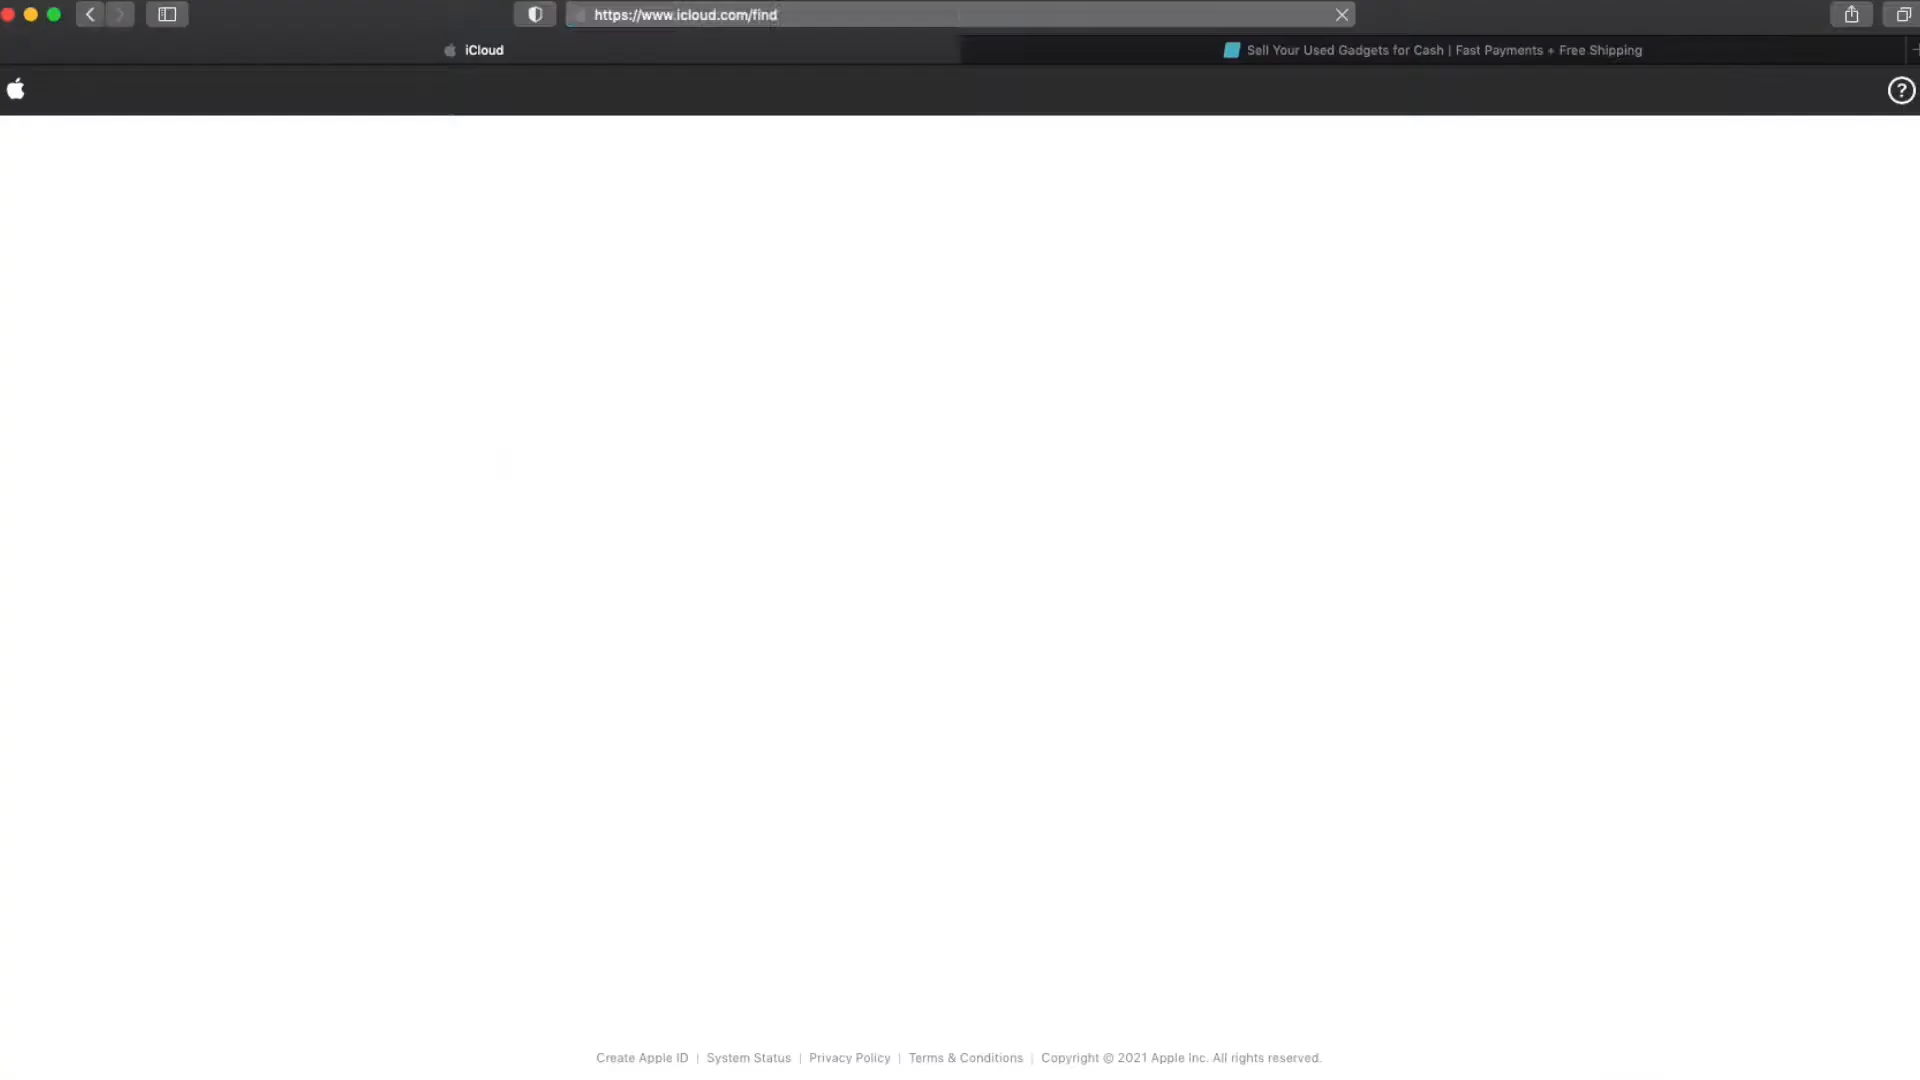 https://www.icloud.com/find
iCloud
Sell Your Used Gadgets for Cash | Fast Payments + Free Shipping
?
Create Apple ID | System Status | Privacy Policy | Terms & Conditions | Copyright © 2021 Apple Inc. All rights reserved.